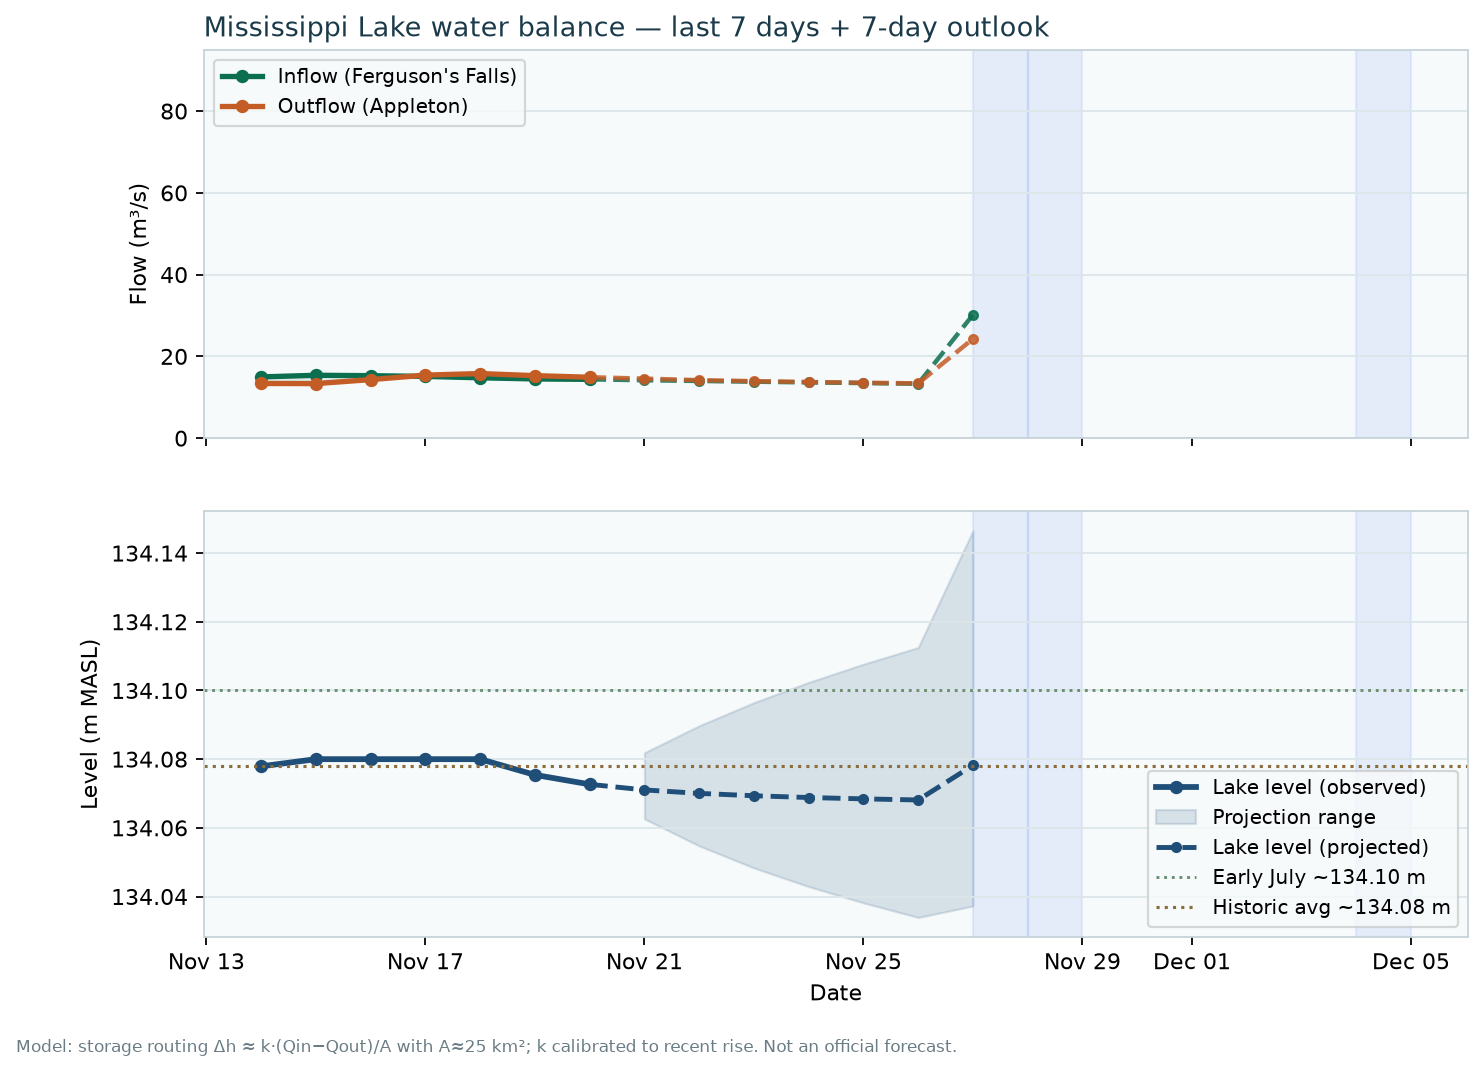 Mississippi Lake water balance — last 7 days + 7-day outlook
Inflow (Ferguson's Falls)
Outflow (Appleton)
Flow (m³/s)
80
60
40
20
0
Level (m MASL)
134.14
134.12
134.10
134.08
134.06
134.04
Lake level (observed)
Projection range
Lake level (projected)
Early July ~134.10 m
Historic avg ~134.08 m
Nov 13 Nov 17 Nov 21 Nov 25 Nov 29 Dec 01 Dec 05
Date
Model: storage routing Δh ≈ k·(Qin−Qout)/A with A≈25 km²; k calibrated to recent rise. Not an official forecast.